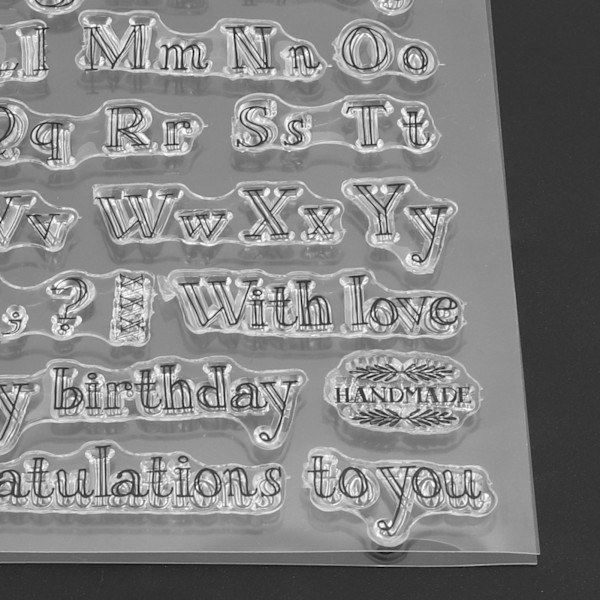 l Mm Nn Oo
q Rr Ss Tt
v Ww Xx Yy
, ? With love
y birthday HANDMADE
atulations to you